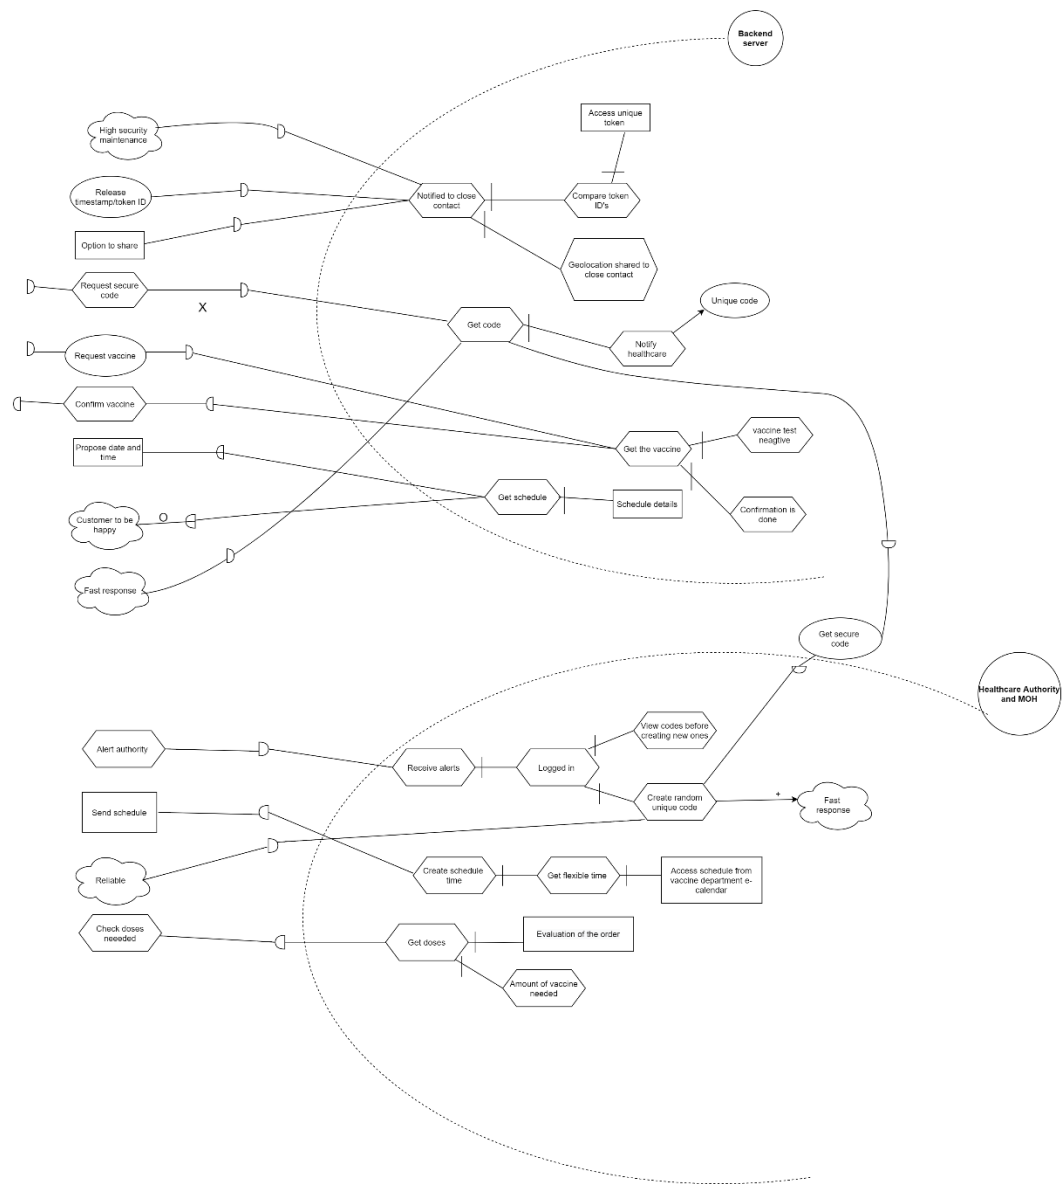 Backend
server
High security
maintenance
Access unique
token
Release
timestamp/token ID
Notified to close
contact
Compare token
ID's
Option to share
Geolocation shared to
close contact
Request secure
code
X
Unique code
Get code
Notify
healthcare
Request vaccine
Confirm vaccine
vaccine test
neagtive
Propose date and
time
Get the vaccine
Get schedule
Schedule details
Confirmation is
done
Customer to be
happy
O
Fast response
Get secure
code
Healthcare Authority
and MOH
View codes before
creating new ones
Alert authority
Receive alerts
Logged in
Send schedule
Create random
unique code
+
Fast
response
Reliable
Create schedule
time
Get flexible time
Access schedule from
vaccine department e-
calendar
Check doses
neeeded
Get doses
Evaluation of the order
Amount of vaccine
needed